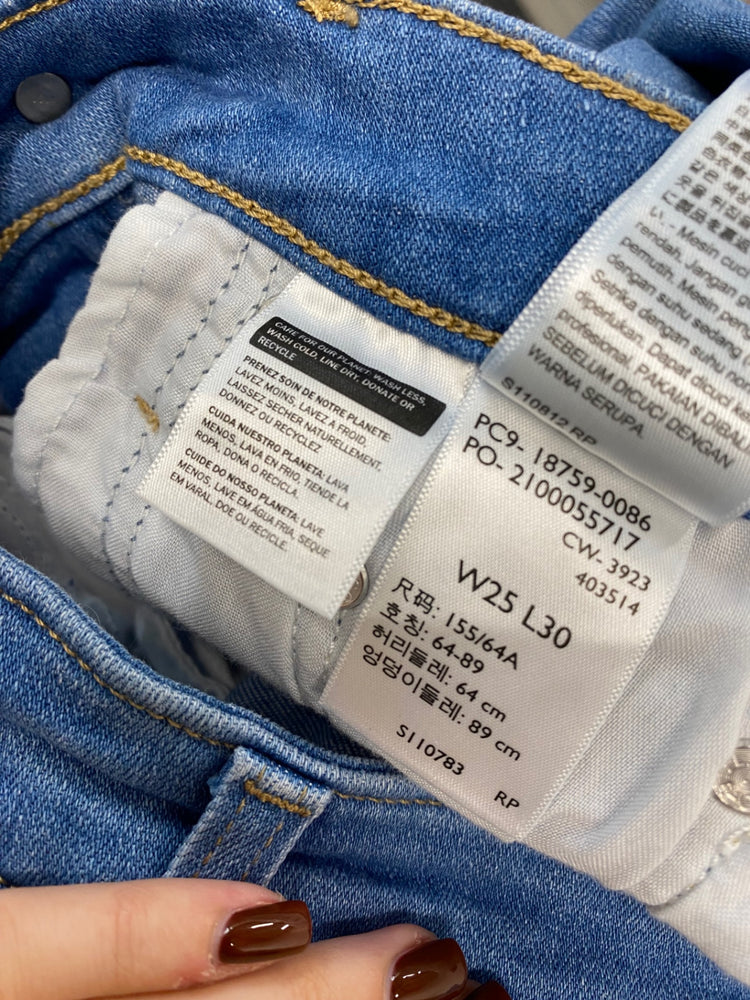 CARE FOR OUR PLANET: WASH LESS,
WASH COLD, LINE DRY, DONATE OR
RECYCLE
PRENEZ SOIN DE NOTRE PLANETE:
LAVEZ MOINS, LAVEZ A FROID,
LAISSEZ SECHER NATURELLEMENT,
DONNEZ OU RECYCLEZ
CUIDA NUESTRO PLANETA: LAVA
MENOS, LAVA EN FRIO, TIENDE LA
ROPA, DONA O RECICLA.
CUIDE DO NOSSO PLANETA: LAVE
MENOS, LAVE EM ÁGUA FRIA, SEQUE
EM VARAL, DOE OU RECICLE.
PC9- 18759-0086
PO- 2100055717
CW- 3923
403514
W25 L30
尺码: 155/64A
호칭: 64-89
허리둘레: 64 cm
엉덩이둘레: 89 cm
S110783 RP
Mesin
rendah. Jangan
pemutih. Mesin
dengan suhu
Setrika dengan suhu
diperlukan. Dapat dicuci
profesional. PAKAIAN
SEBELUM DICUCI DENGAN
WARNA SERUPA.
S110812 RP